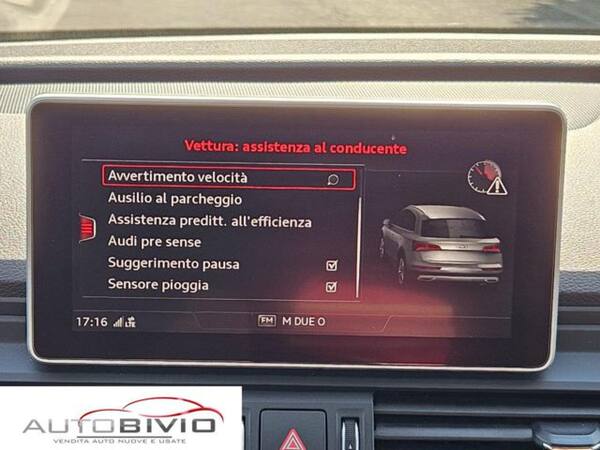 Vettura: assistenza al conducente
Avvertimento velocità
Ausilio al parcheggio
Assistenza preditt. all'efficienza
Audi pre sense
Suggerimento pausa
Sensore pioggia
17:16 LTE FM M DUE O
AUTOBIVIO
VENDITA AUTO NUOVE E USATE